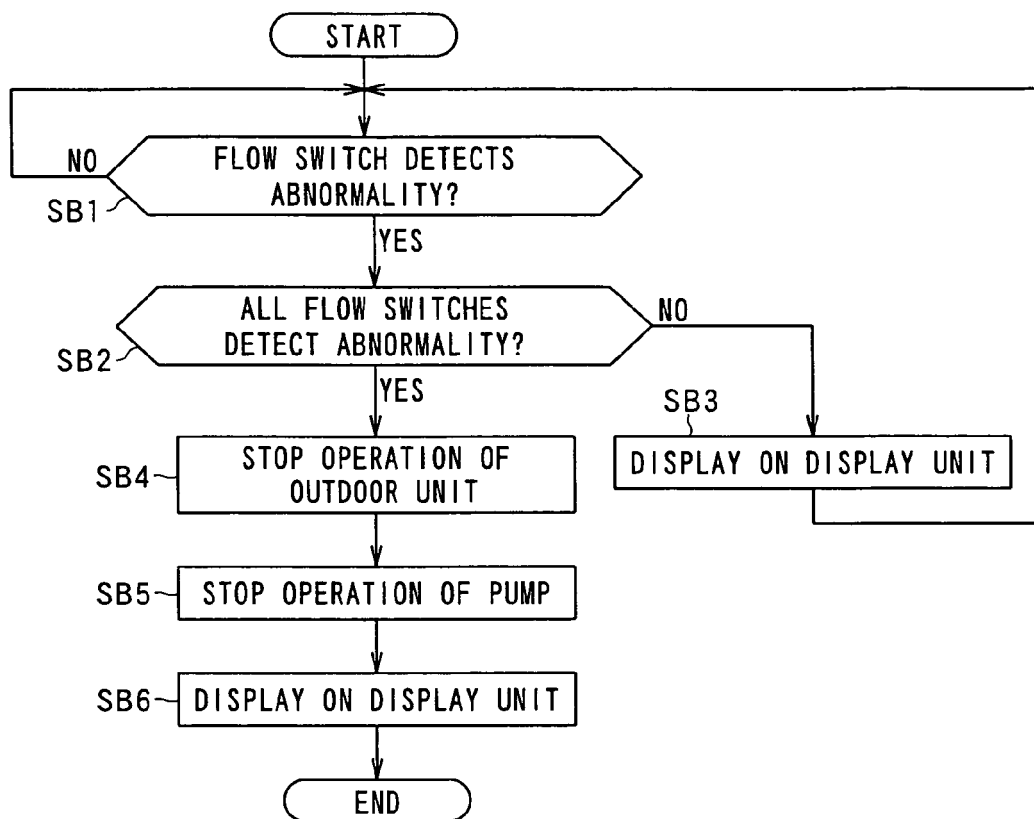 START
NO
FLOW SWITCH DETECTS
ABNORMALITY?
SB1
YES
ALL FLOW SWITCHES
DETECT ABNORMALITY?
NO
SB2
YES
SB3
DISPLAY ON DISPLAY UNIT
SB4
STOP OPERATION OF
OUTDOOR UNIT
SB5
STOP OPERATION OF PUMP
SB6
DISPLAY ON DISPLAY UNIT
END